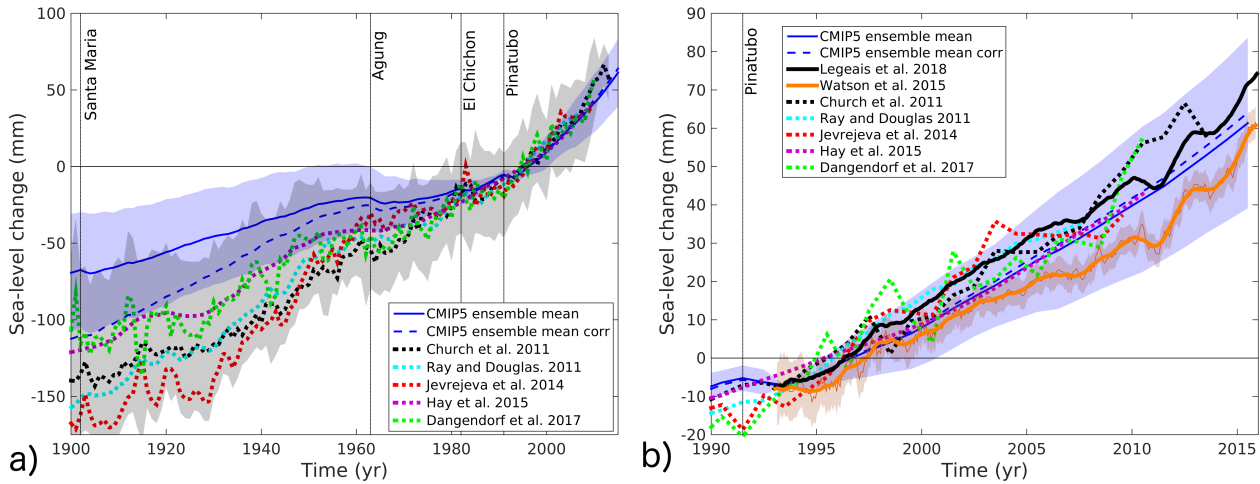 100
50
0
-50
-100
-150
Sea-level change (mm)
Santa Maria
Agung
El Chichon
Pinatubo
CMIP5 ensemble mean
CMIP5 ensemble mean corr
Church et al. 2011
Ray and Douglas. 2011
Jevrejeva et al. 2014
Hay et al. 2015
Dangendorf et al. 2017
1900 1920 1940 1960 1980 2000
Time (yr)
a)
90
80
70
60
50
40
30
20
10
0
-10
-20
Sea-level change (mm)
Pinatubo
CMIP5 ensemble mean
CMIP5 ensemble mean corr
Legeais et al. 2018
Watson et al. 2015
Church et al. 2011
Ray and Douglas 2011
Jevrejeva et al. 2014
Hay et al. 2015
Dangendorf et al. 2017
1990 1995 2000 2005 2010 2015
Time (yr)
b)